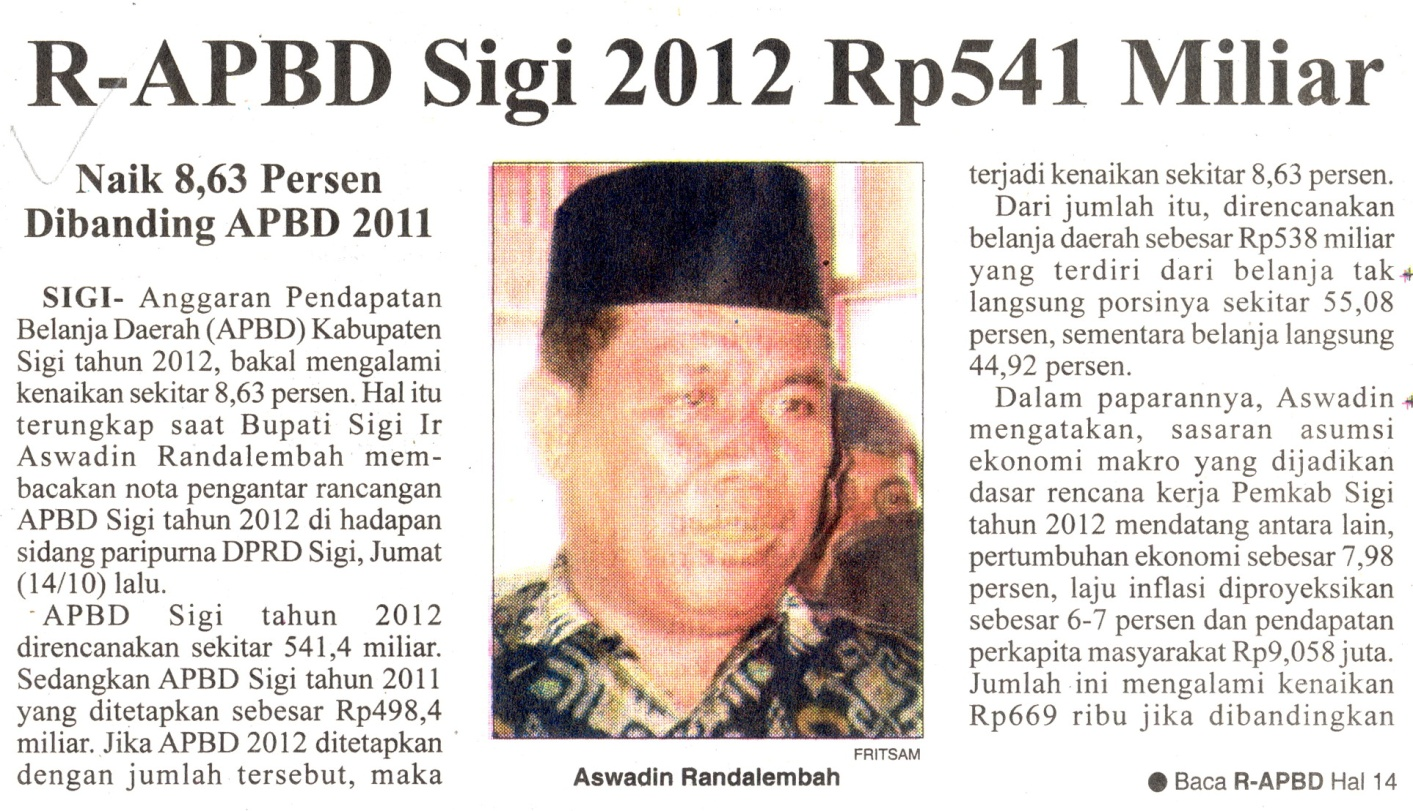 R-APBD Sigi 2012 Rp541 Miliar
Naik 8,63 Persen
Dibanding APBD 2011
SIGI- Anggaran Pendapatan
Belanja Daerah (APBD) Kabupaten
Sigi tahun 2012, bakal mengalami
kenaikan sekitar 8,63 persen. Hal itu
terungkap saat Bupati Sigi Ir
Aswadin Randalembah mem-
bacakan nota pengantar rancangan
APBD Sigi tahun 2012 di hadapan
sidang paripurna DPRD Sigi, Jumat
(14/10) lalu.
APBD Sigi tahun 2012
direncanakan sekitar 541,4 miliar.
Sedangkan APBD Sigi tahun 2011
yang ditetapkan sebesar Rp498,4
miliar. Jika APBD 2012 ditetapkan
dengan jumlah tersebut, maka
FRITSAM
Aswadin Randalembah
terjadi kenaikan sekitar 8,63 persen.
Dari jumlah itu, direncanakan
belanja daerah sebesar Rp538 miliar
yang terdiri dari belanja tak
langsung porsinya sekitar 55,08
persen, sementara belanja langsung
44,92 persen.
Dalam paparannya, Aswadin
mengatakan, sasaran asumsi
ekonomi makro yang dijadikan
dasar rencana kerja Pemkab Sigi
tahun 2012 mendatang antara lain,
pertumbuhan ekonomi sebesar 7,98
persen, laju inflasi diproyeksikan
sebesar 6-7 persen dan pendapatan
perkapita masyarakat Rp9,058 juta.
Jumlah ini mengalami kenaikan
Rp669 ribu jika dibandingkan
● Baca R-APBD Hal 14